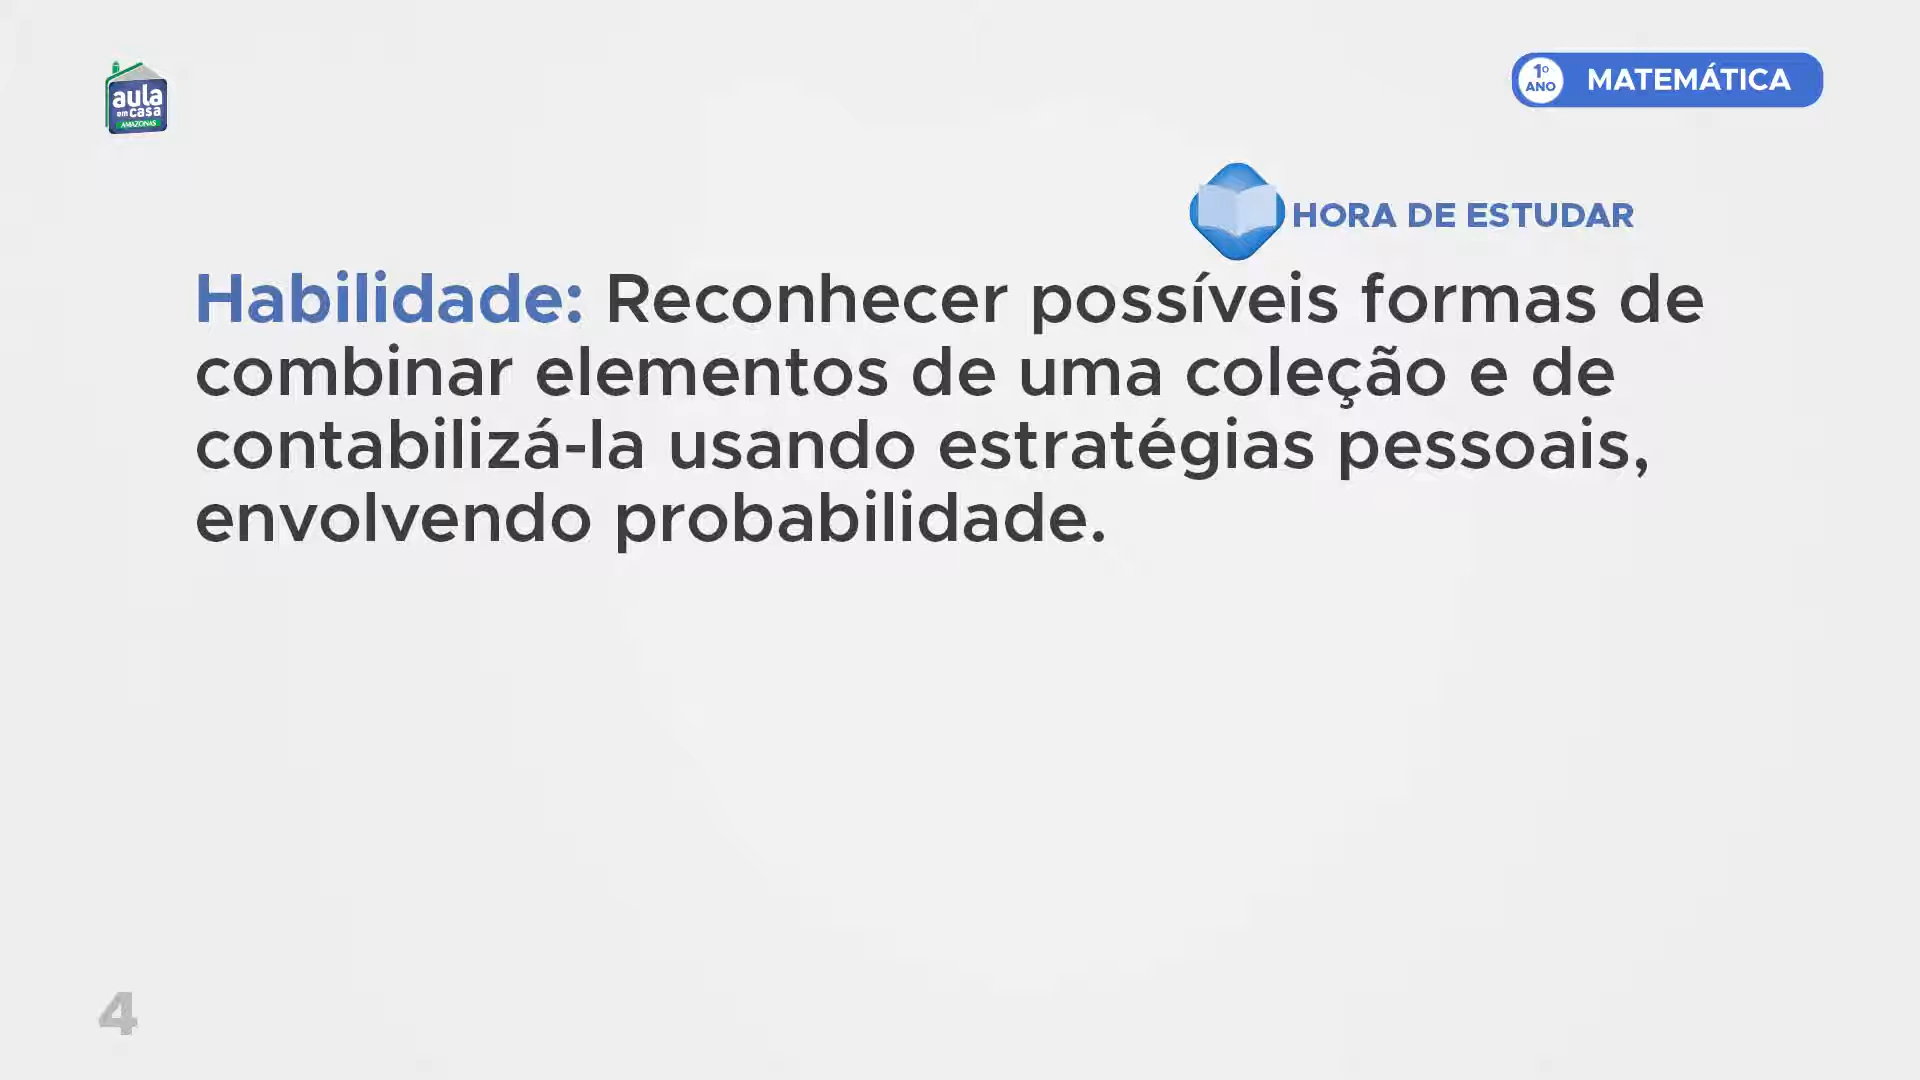 aula
em casa
AMAZONAS
1º
ANO
MATEMÁTICA
HORA DE ESTUDAR
Habilidade: Reconhecer possíveis formas de
combinar elementos de uma coleção e de
contabilizá-la usando estratégias pessoais,
envolvendo probabilidade.
4